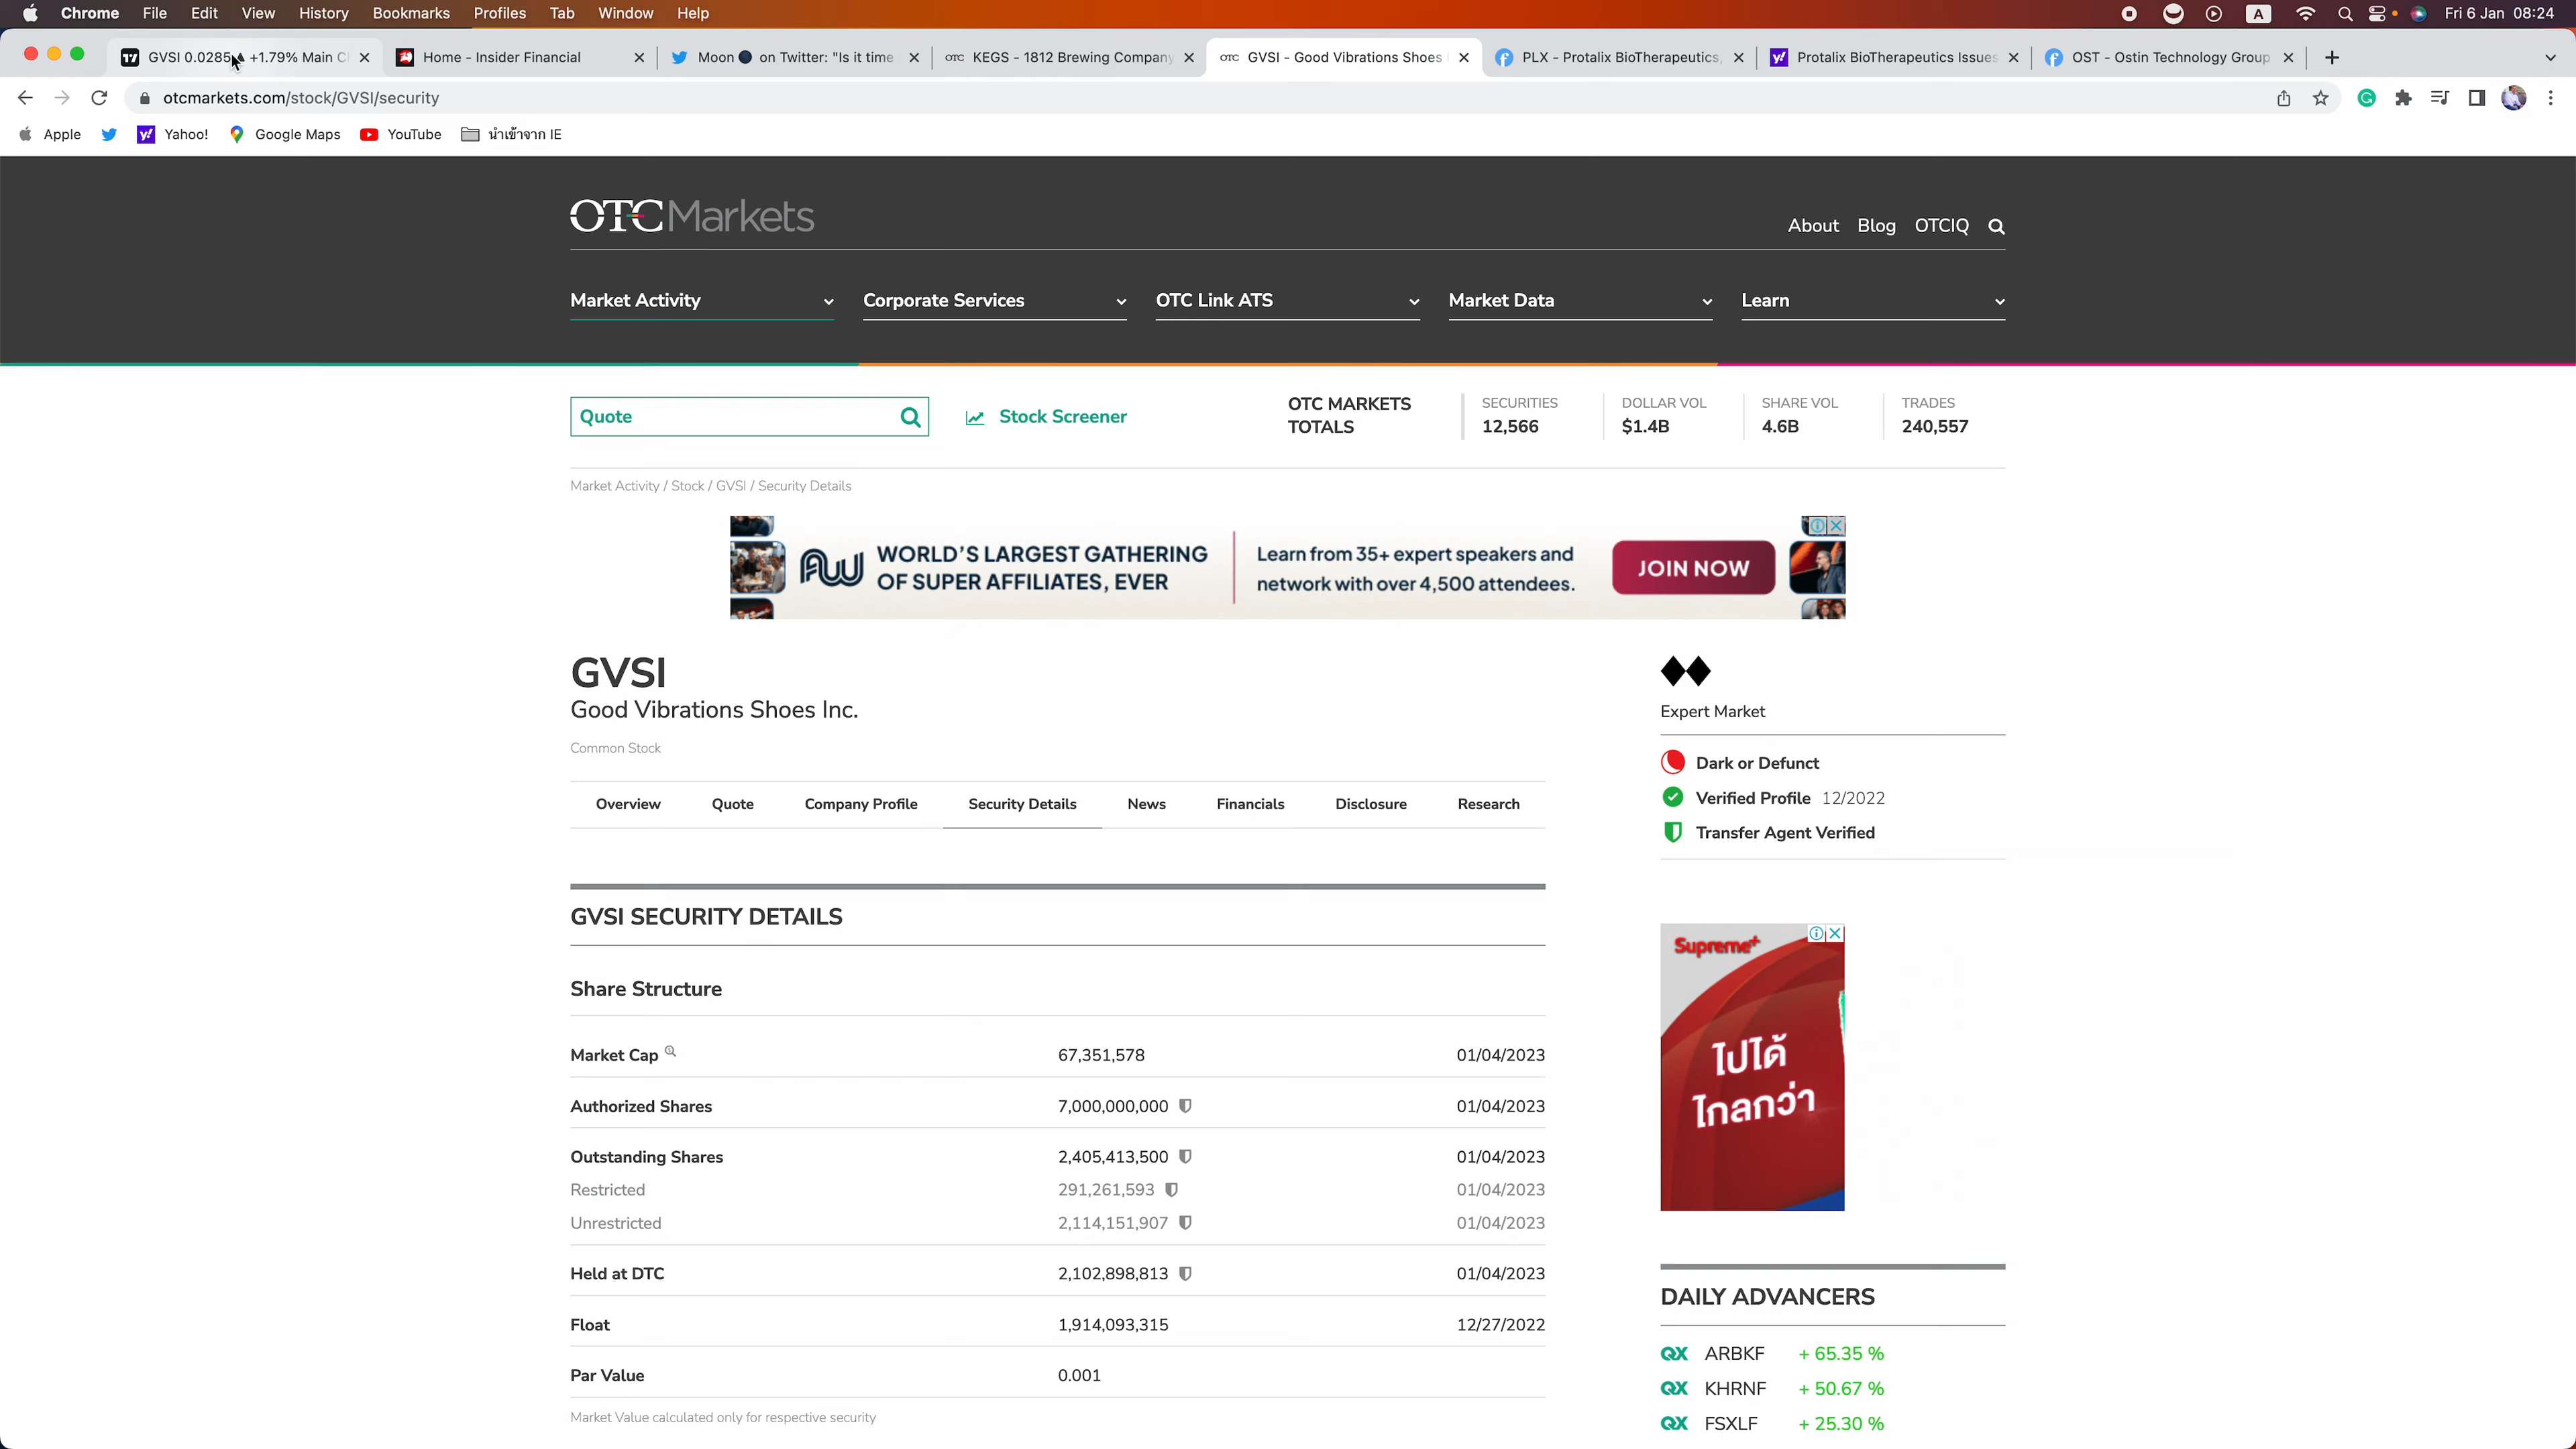 Chrome File Edit View History Bookmarks Profiles Tab Window Help A Fri 6 Jan 08:24
GVSI 0.0285 ▲ +1.79% Main C Home - Insider Financial Moon 🌑 on Twitter: "Is it time OTC KEGS - 1812 Brewing Company OTC GVSI - Good Vibrations Shoes PLX - Protalix BioTherapeutics, Protalix BioTherapeutics Issues OST - Ostin Technology Group
otcmarkets.com/stock/GVSI/security
Apple Yahoo! Google Maps YouTube นำเข้าจาก IE
OTC Markets
About Blog OTCIQ
Market Activity Corporate Services OTC Link ATS Market Data Learn
Quote Stock Screener
OTC MARKETS TOTALS
SECURITIES DOLLAR VOL SHARE VOL TRADES
12,566 $1.4B 4.6B 240,557
Market Activity / Stock / GVSI / Security Details
WORLD'S LARGEST GATHERING
OF SUPER AFFILIATES, EVER
Learn from 35+ expert speakers and
network with over 4,500 attendees.
JOIN NOW
GVSI
Good Vibrations Shoes Inc.
Common Stock
Expert Market
Dark or Defunct
Verified Profile 12/2022
Transfer Agent Verified
Overview Quote Company Profile Security Details News Financials Disclosure Research
GVSI SECURITY DETAILS
Share Structure
Market Cap 67,351,578 01/04/2023
Authorized Shares 7,000,000,000 01/04/2023
Outstanding Shares 2,405,413,500 01/04/2023
Restricted 291,261,593 01/04/2023
Unrestricted 2,114,151,907 01/04/2023
Held at DTC 2,102,898,813 01/04/2023
Float 1,914,093,315 12/27/2022
Par Value 0.001
Market Value calculated only for respective security
Supreme+
ไปได้
ไกลกว่า
DAILY ADVANCERS
QX ARBKF + 65.35 %
QX KHRNF + 50.67 %
QX FSXLF + 25.30 %